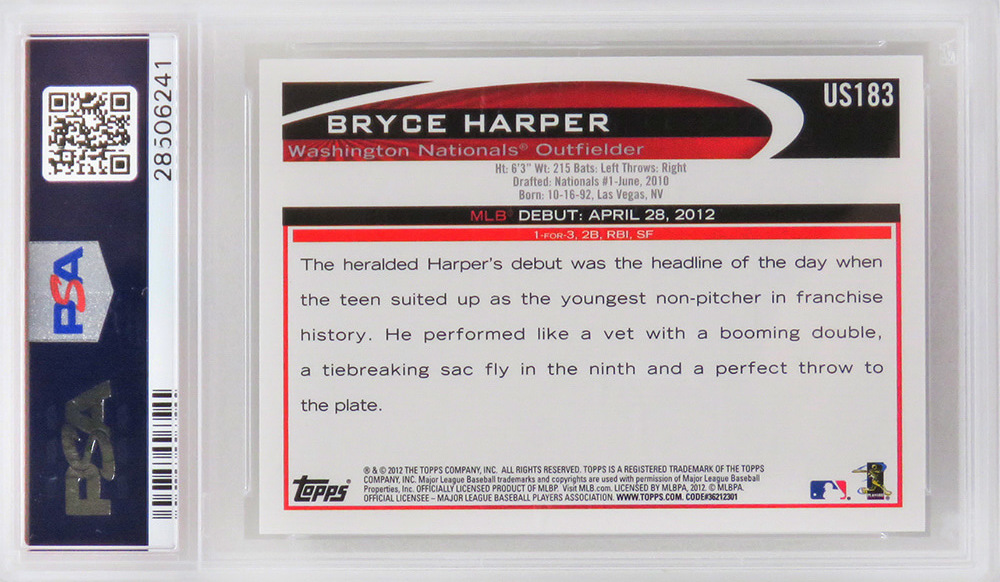 28506241
PSA
PSA
US183
BRYCE HARPER
Washington Nationals® Outfielder
Ht: 6'3" Wt: 215 Bats: Left Throws: Right
Drafted: Nationals #1-June, 2010
Born: 10-16-92, Las Vegas, NV
MLB® DEBUT: APRIL 28, 2012
1-FOR-3, 2B, RBI, SF
The heralded Harper's debut was the headline of the day when
the teen suited up as the youngest non-pitcher in franchise
history. He performed like a vet with a booming double,
a tiebreaking sac fly in the ninth and a perfect throw to
the plate.
Topps®
® & © 2012 THE TOPPS COMPANY, INC. ALL RIGHTS RESERVED. TOPPS IS A REGISTERED TRADEMARK OF THE TOPPS
COMPANY, INC. Major League Baseball trademarks and copyrights are used with permission of Major League Baseball
Properties, Inc. OFFICIALLY LICENSED PRODUCT OF MLBP. Visit MLB.com. LICENSED BY MLBPA, 2012. © MLBPA.
OFFICIAL LICENSEE – MAJOR LEAGUE BASEBALL PLAYERS ASSOCIATION. WWW.TOPPS.COM. CODE#36212301